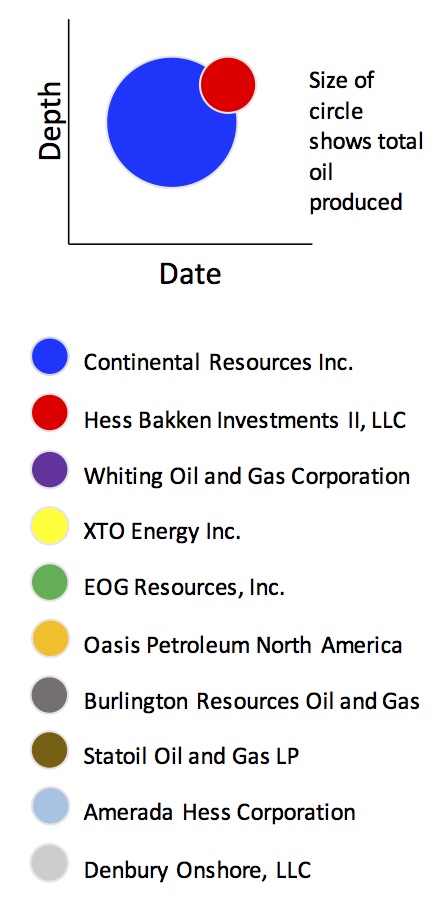 Depth
Size of
circle
shows total
oil
produced
Date
Continental Resources Inc.
Hess Bakken Investments II, LLC
Whiting Oil and Gas Corporation
XTO Energy Inc.
EOG Resources, Inc.
Oasis Petroleum North America
Burlington Resources Oil and Gas
Statoil Oil and Gas LP
Amerada Hess Corporation
Denbury Onshore, LLC